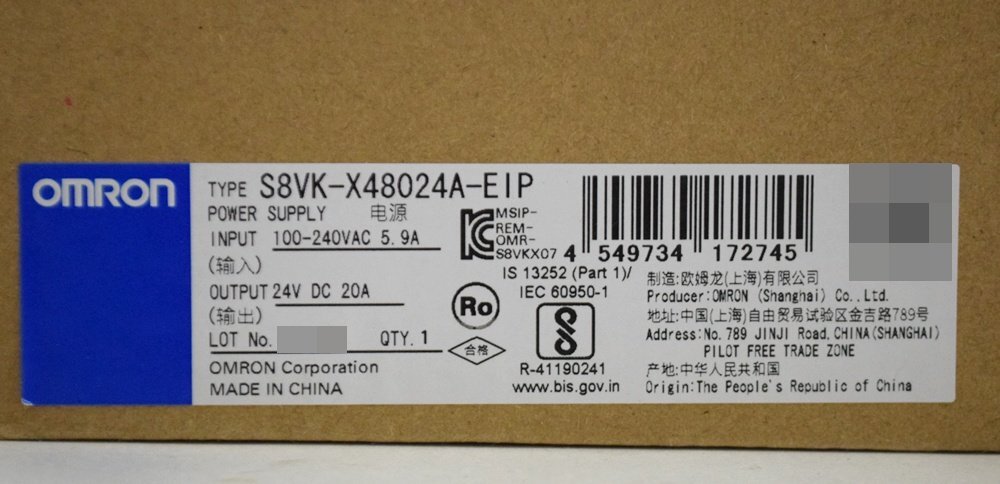 OMRON
TYPE S8VK-X48024A-EIP
POWER SUPPLY 电源
INPUT 100-240VAC 5.9A
(输入)
OUTPUT 24V DC 20A
(输出)
LOT No. QTY. 1
OMRON Corporation
MADE IN CHINA
MSIP-
REM-
OMR-
S8VKX07
4 549734 172745
IS 13252 (Part 1)/
IEC 60950-1
Ro
合格
R-41190241
www.bis.gov.in
制造:欧姆龙(上海)有限公司
Producer:OMRON (Shanghai) Co.,Ltd.
地址:中国(上海)自由贸易试验区金吉路789号
Address:No.789 JINJI Road,CHINA(SHANGHAI)
PILOT FREE TRADE ZONE
产地:中华人民共和国
Origin:The People's Republic of China